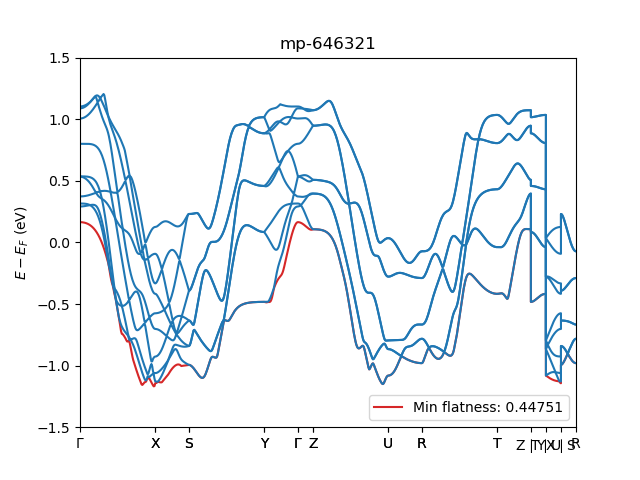 mp-646321
E − E_F (eV)
1.5
1.0
0.5
0.0
−0.5
−1.0
−1.5
Min flatness: 0.44751
Γ X S Y Γ Z U R T Z | T Y | X U | S R